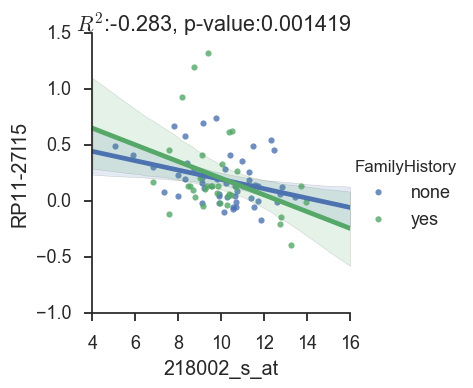 R²:-0.283, p-value:0.001419
1.5
1.0
0.5
0.0
−0.5
−1.0
RP11-27I15
4 6 8 10 12 14 16
218002_s_at
FamilyHistory
none
yes